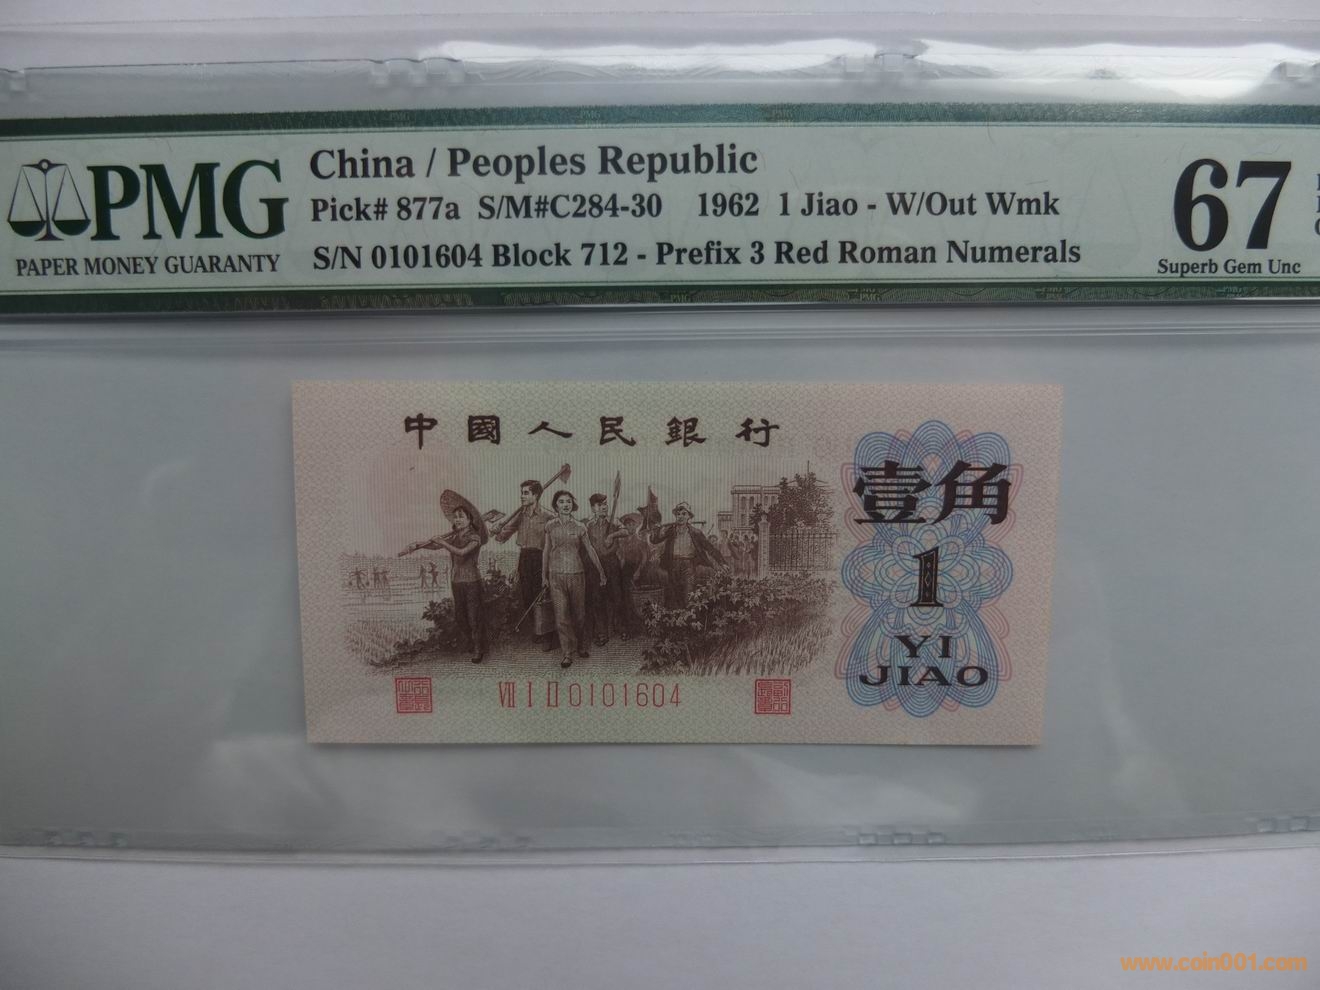 PMG
PAPER MONEY GUARANTY
China / Peoples Republic
Pick# 877a S/M#C284-30 1962 1 Jiao - W/Out Wmk
S/N 0101604 Block 712 - Prefix 3 Red Roman Numerals
67
Superb Gem Unc
中國人民銀行
壹角
1
YI
JIAO
Ⅶ Ⅰ Ⅱ 0101604
www.coin001.com